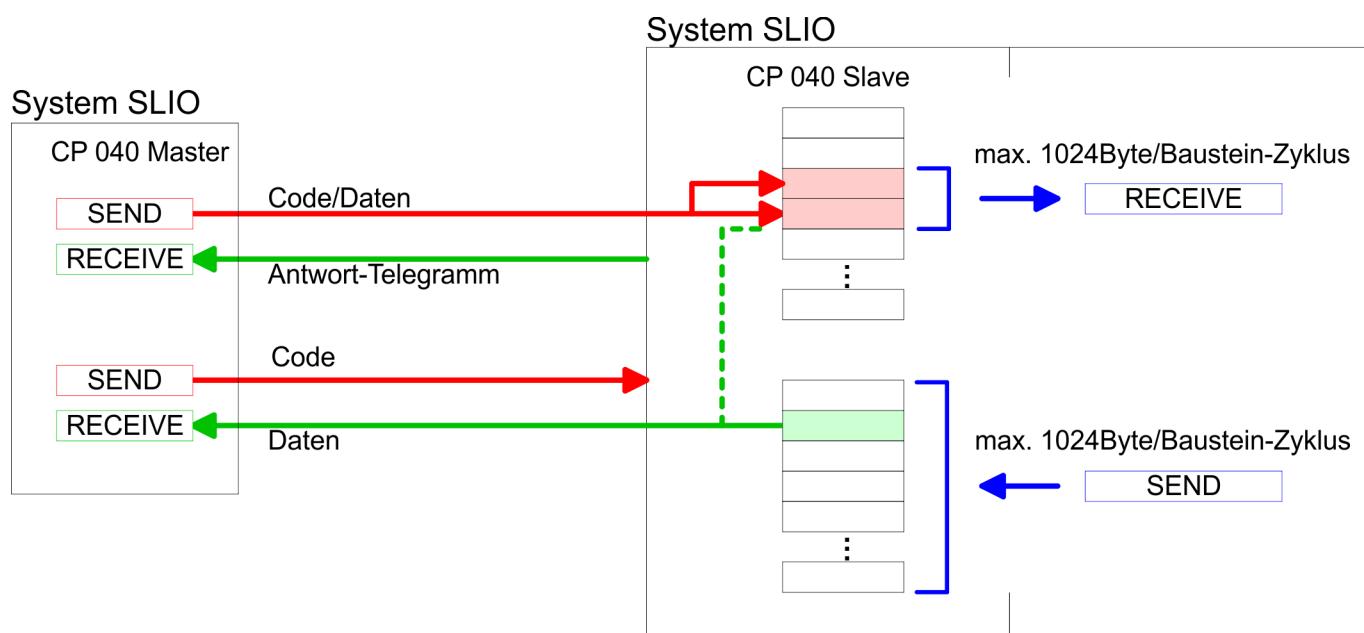 System SLIO
CP 040 Slave
System SLIO
CP 040 Master
max. 1024Byte/Baustein-Zyklus
Code/Daten
SEND
RECEIVE
RECEIVE
Antwort-Telegramm
Code
SEND
RECEIVE
Daten
max. 1024Byte/Baustein-Zyklus
SEND